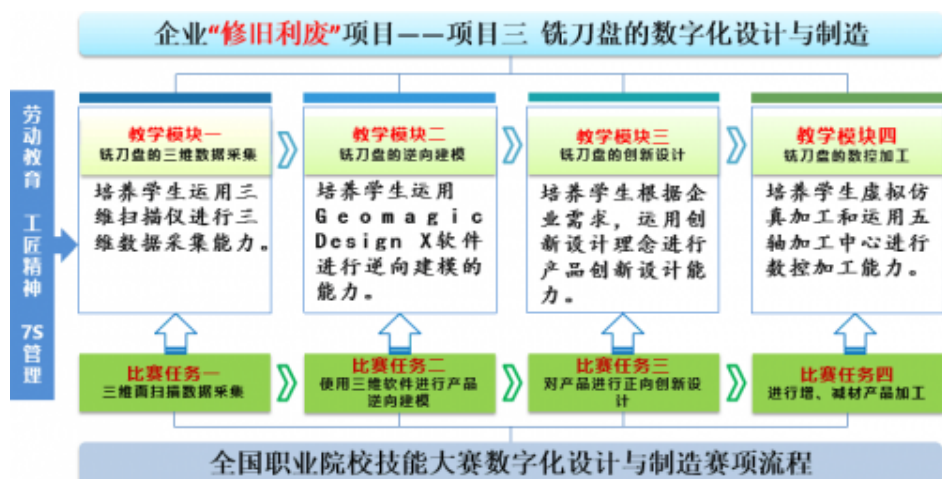 企业“修旧利废”项目——项目三 铣刀盘的数字化设计与制造
劳动教育 工匠精神 7S管理
教学模块一
铣刀盘的三维数据采集
培养学生运用三
维扫描仪进行三
维数据采集能力。
教学模块二
铣刀盘的逆向建模
培养学生运用
Geomagic
Design X软件
进行逆向建模的
能力。
教学模块三
铣刀盘的创新设计
培养学生根据企
业需求，运用创
新设计理念进行
产品创新设计能
力。
教学模块四
铣刀盘的数控加工
培养学生虚拟仿
真加工和运用五
轴加工中心进行
数控加工能力。
比赛任务一
三维面扫描数据采集
比赛任务二
使用三维软件进行产品
逆向建模
比赛任务三
对产品进行正向创新设
计
比赛任务四
进行增、减材产品加工
全国职业院校技能大赛数字化设计与制造赛项流程